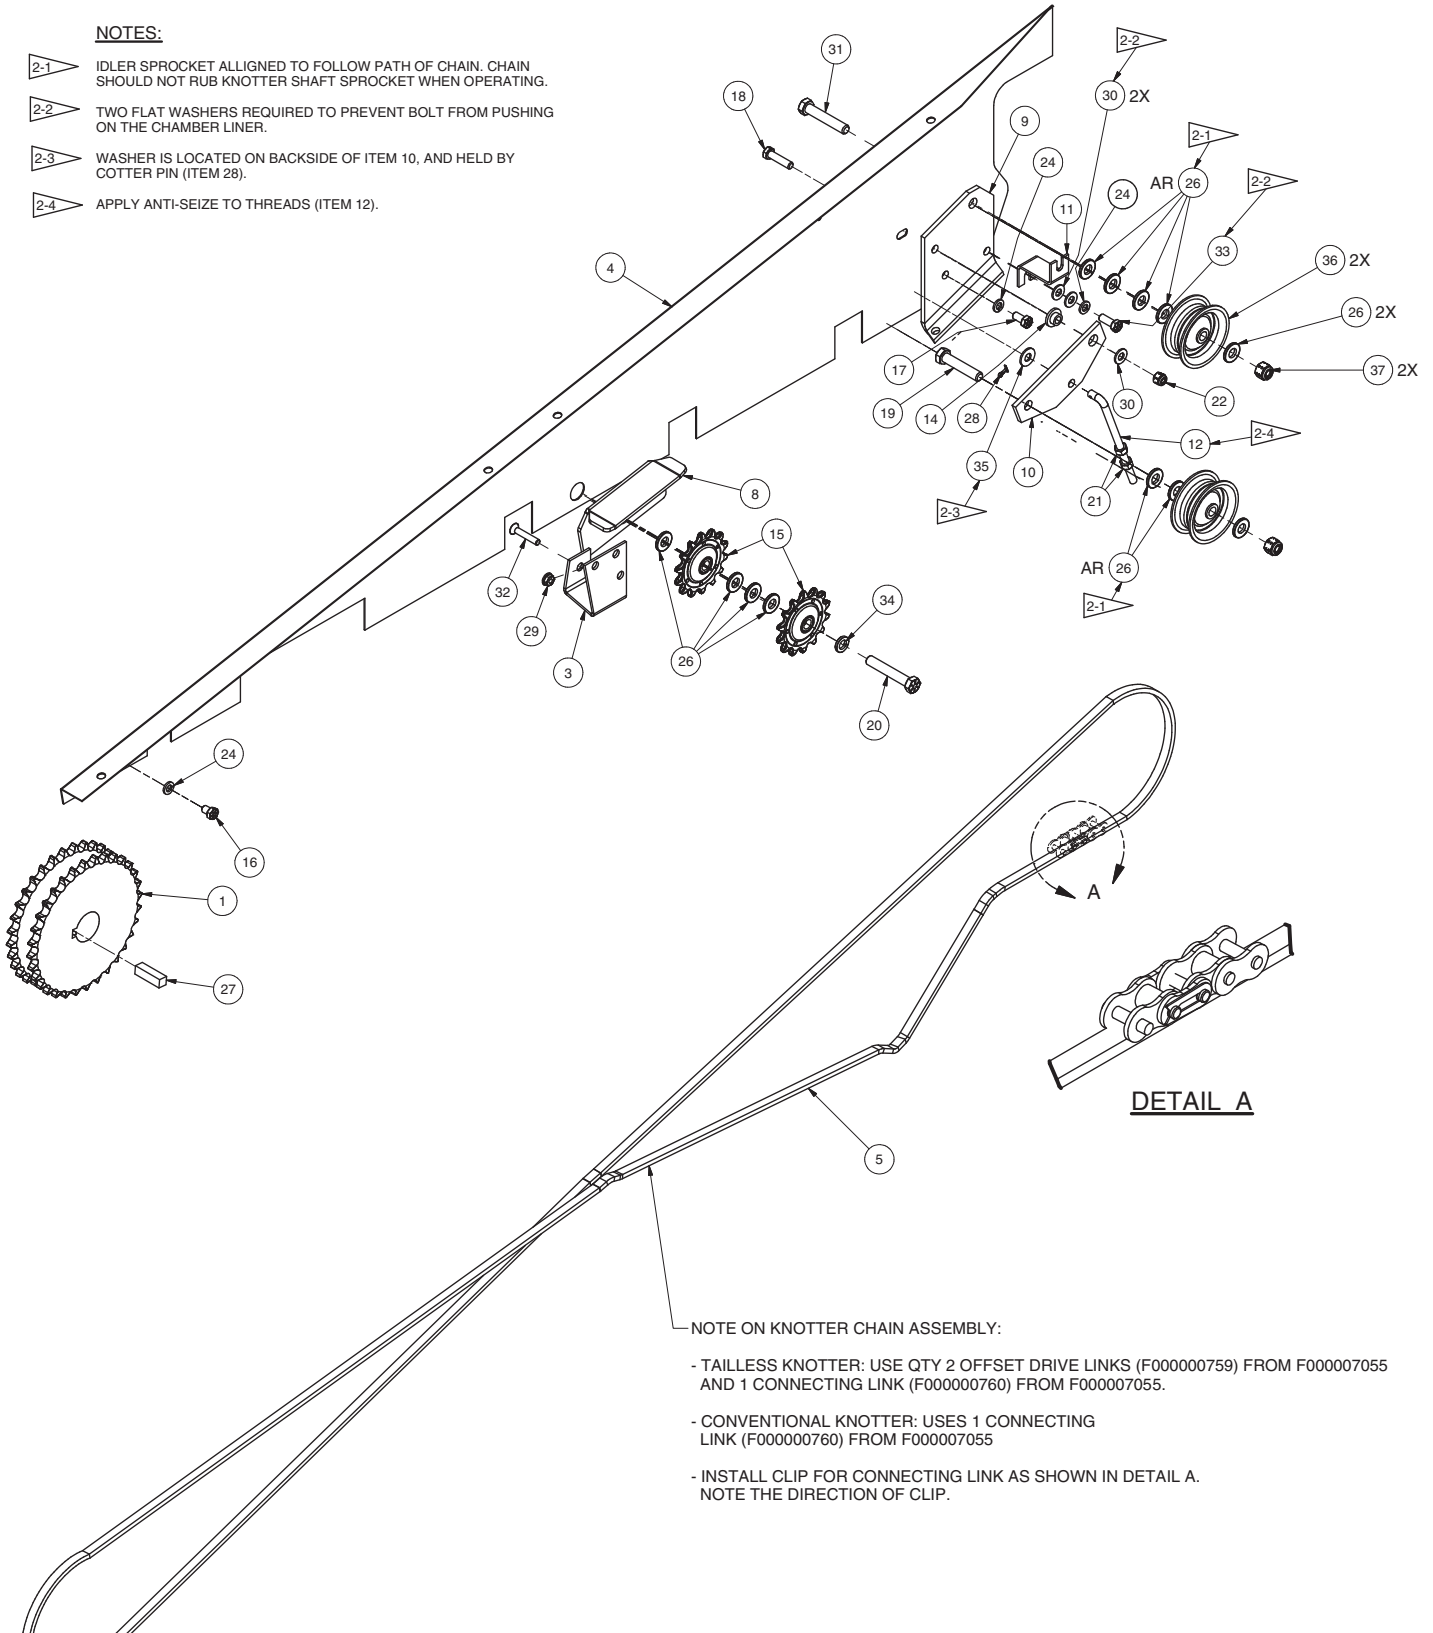 NOTES:
2-1 IDLER SPROCKET ALLIGNED TO FOLLOW PATH OF CHAIN. CHAIN
SHOULD NOT RUB KNOTTER SHAFT SPROCKET WHEN OPERATING.
2-2 TWO FLAT WASHERS REQUIRED TO PREVENT BOLT FROM PUSHING
ON THE CHAMBER LINER.
2-3 WASHER IS LOCATED ON BACKSIDE OF ITEM 10, AND HELD BY
COTTER PIN (ITEM 28).
2-4 APPLY ANTI-SEIZE TO THREADS (ITEM 12).
2-2
31
18
30 2X
9
2-1
24
24
AR 26
2-2
11
33
4
36 2X
26 2X
37 2X
17
19
14
28
30
22
12
2-4
35
10
21
2-3
8
15
AR 26
2-1
32
29
3
26
34
20
24
16
1
27
A
DETAIL A
5
NOTE ON KNOTTER CHAIN ASSEMBLY:
- TAILLESS KNOTTER: USE QTY 2 OFFSET DRIVE LINKS (F000000759) FROM F000007055
AND 1 CONNECTING LINK (F000000760) FROM F000007055.
- CONVENTIONAL KNOTTER: USES 1 CONNECTING
LINK (F000000760) FROM F000007055
- INSTALL CLIP FOR CONNECTING LINK AS SHOWN IN DETAIL A.
NOTE THE DIRECTION OF CLIP.